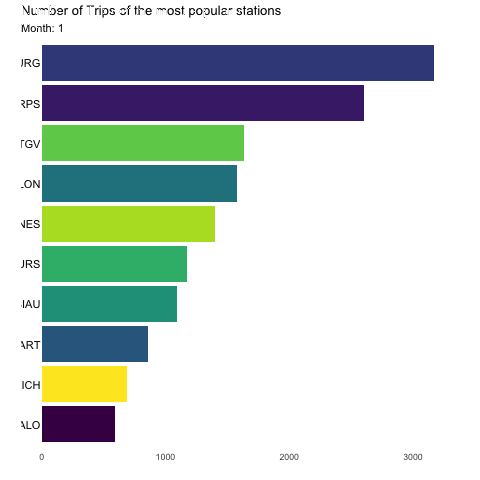 Number of Trips of the most popular stations
Month: 1
URG
RPS
TGV
LON
NES
URS
IAU
ART
ICH
ALO
0 1000 2000 3000